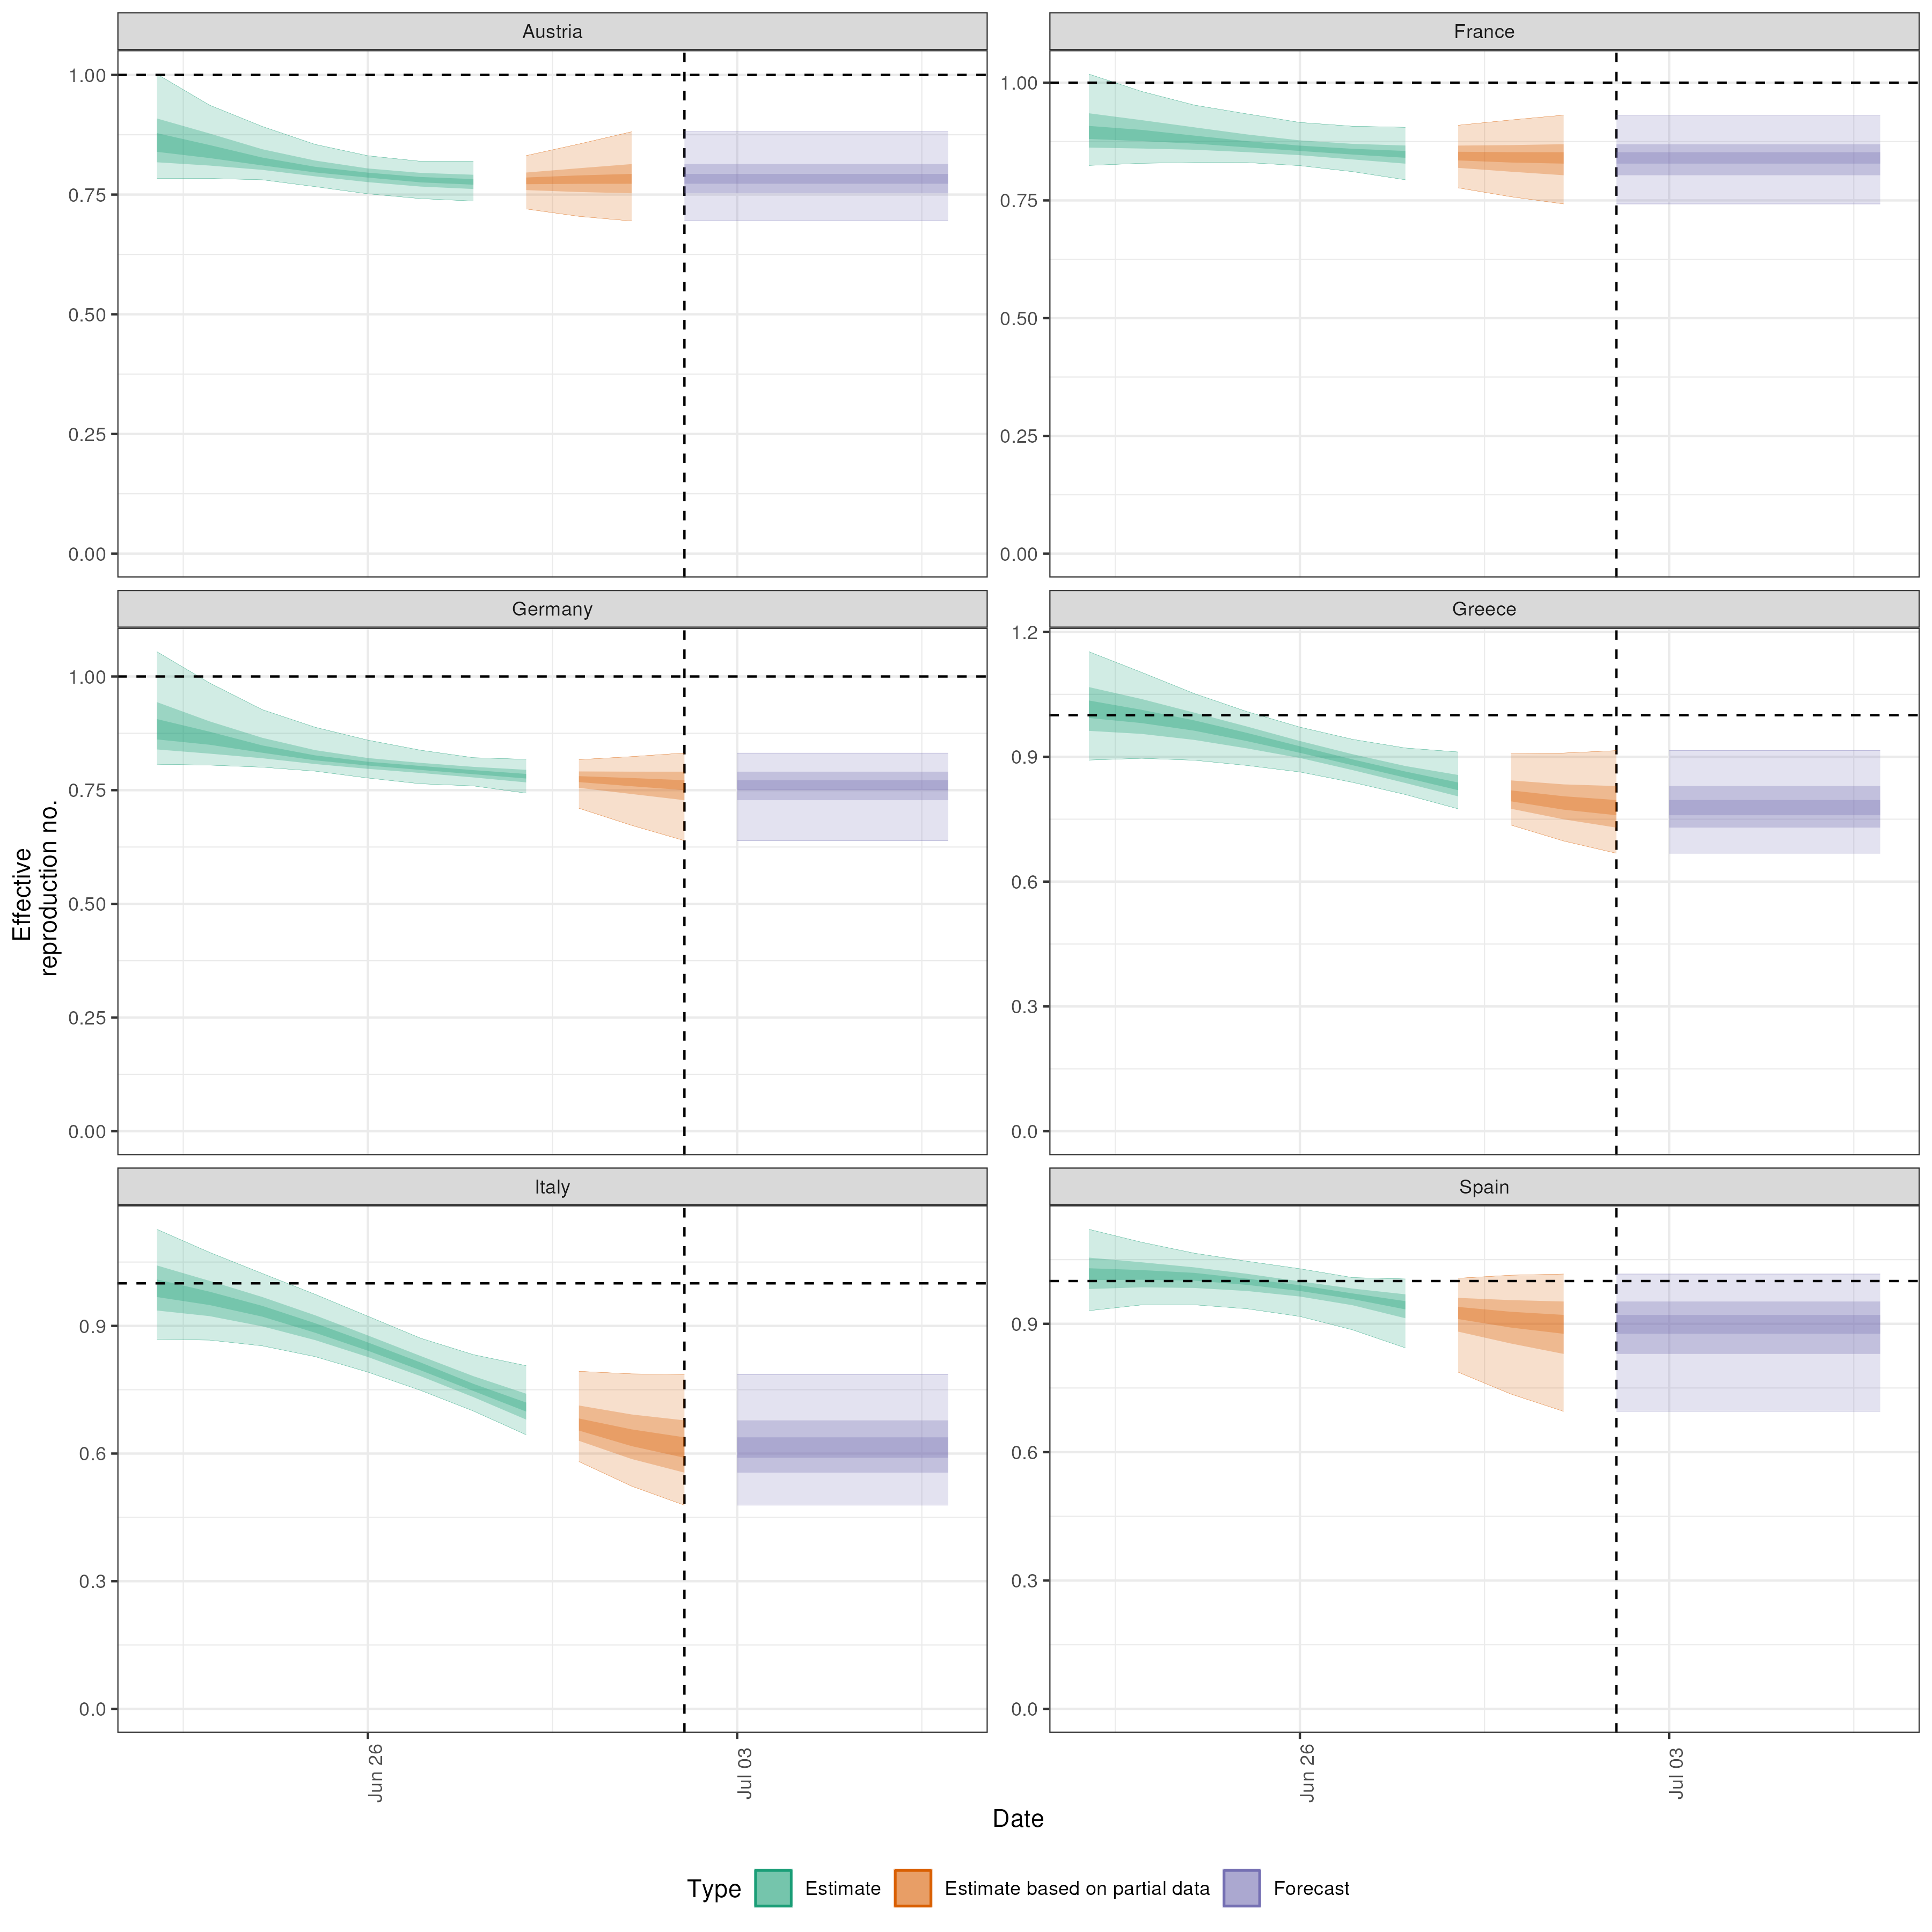 Austria
France
1.00
0.75
0.50
0.25
0.00
1.00
0.75
0.50
0.25
0.00
Germany
Greece
1.00
0.75
0.50
0.25
0.00
1.2
0.9
0.6
0.3
0.0
Effective
reproduction no.
Italy
Spain
0.9
0.6
0.3
0.0
0.9
0.6
0.3
0.0
Jun 26
Jul 03
Jun 26
Jul 03
Date
Type Estimate Estimate based on partial data Forecast